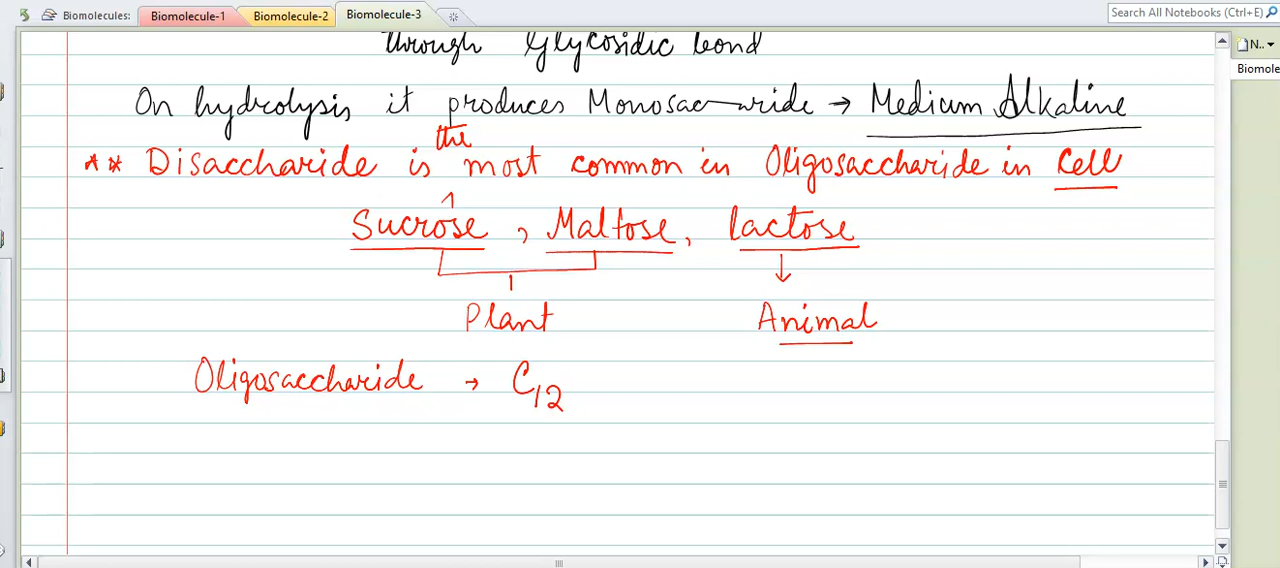 Biomolecules: Biomolecule-1 Biomolecule-2 Biomolecule-3 Search All Notebooks (Ctrl+E)
N..
Biomole
through Glycosidic bond
On hydrolysis it produces Monosaccharide → Medium Alkaline
the
** Disaccharide is most common in Oligosaccharide in Cell
Sucrose, Maltose, lactose
Plant Animal
Oligosaccharide → C12